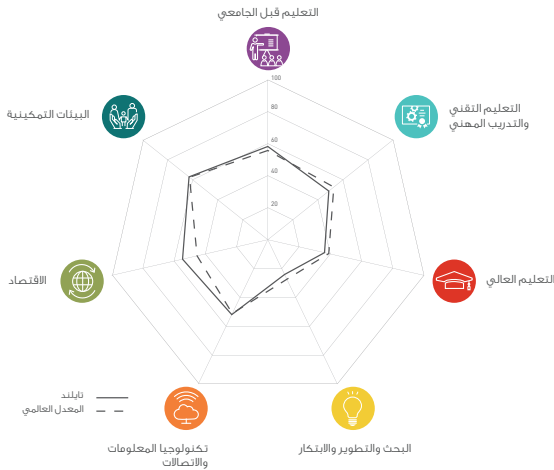 التعليم قبل الجامعي
100
80
60
40
20
التعليم التقني
والتدريب المهني
البيئات التمكينية
التعليم العالي
الاقتصاد
البحث والتطوير والابتكار
تكنولوجيا المعلومات
والاتصالات
تايلند
المعدل العالمي